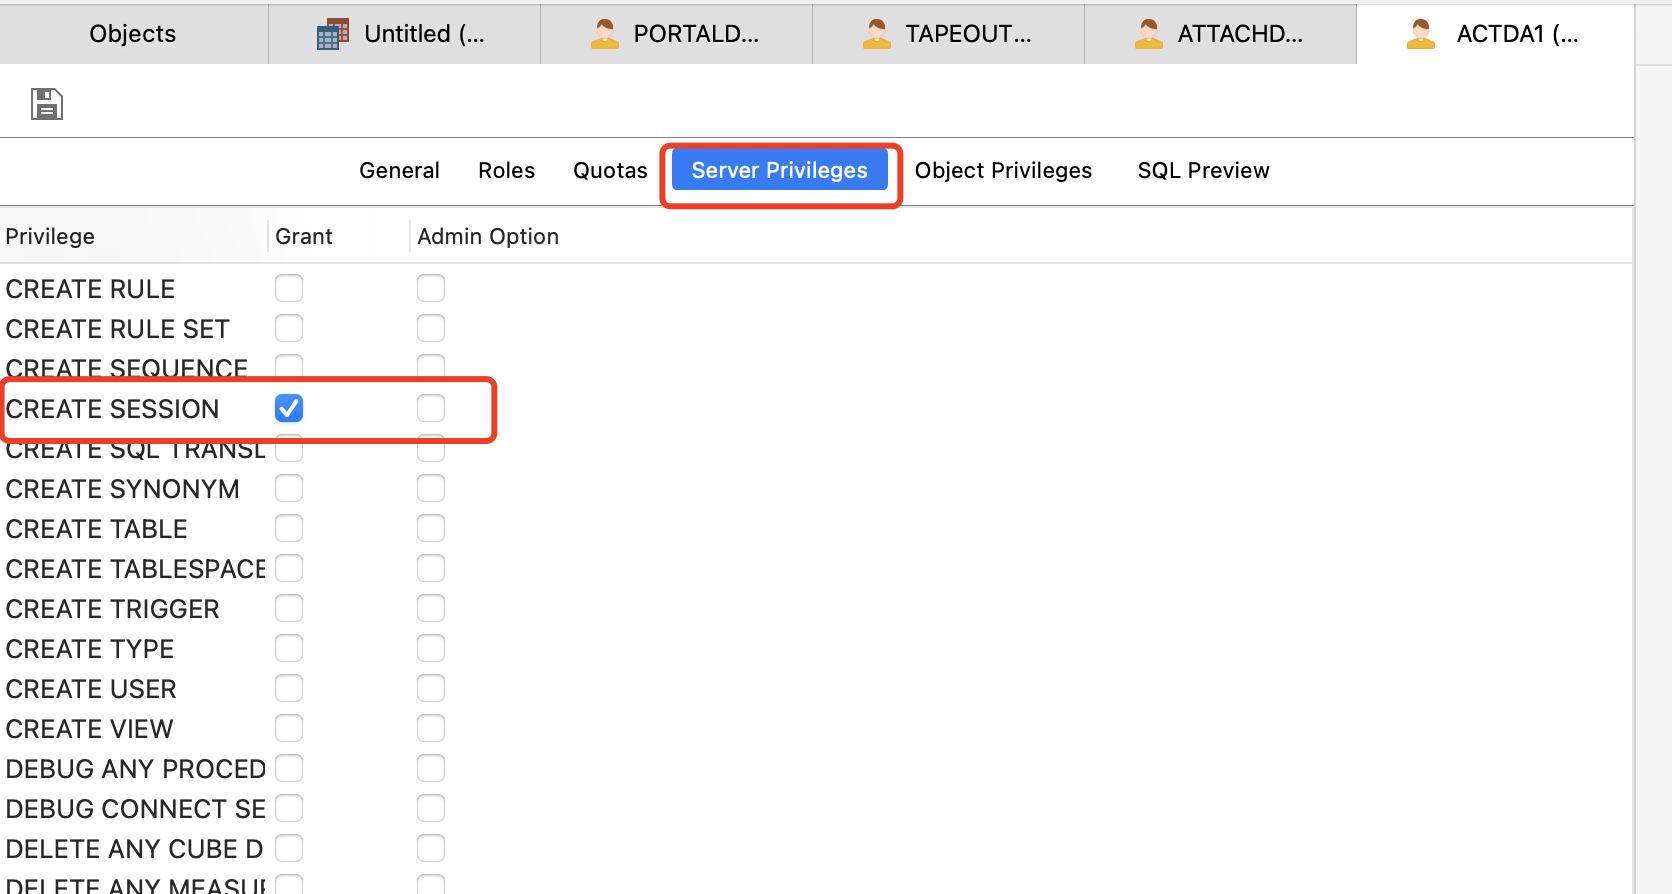 Objects
Untitled (...
PORTALD...
TAPEOUT...
ATTACHD...
ACTDA1 (...
General
Roles
Quotas
Server Privileges
Object Privileges
SQL Preview
Privilege
Grant
Admin Option
CREATE RULE
CREATE RULE SET
CREATE SEQUENCE
CREATE SESSION
CREATE SQL TRANSL
CREATE SYNONYM
CREATE TABLE
CREATE TABLESPACE
CREATE TRIGGER
CREATE TYPE
CREATE USER
CREATE VIEW
DEBUG ANY PROCED
DEBUG CONNECT SE
DELETE ANY CUBE D
DELETE ANY MEASUR